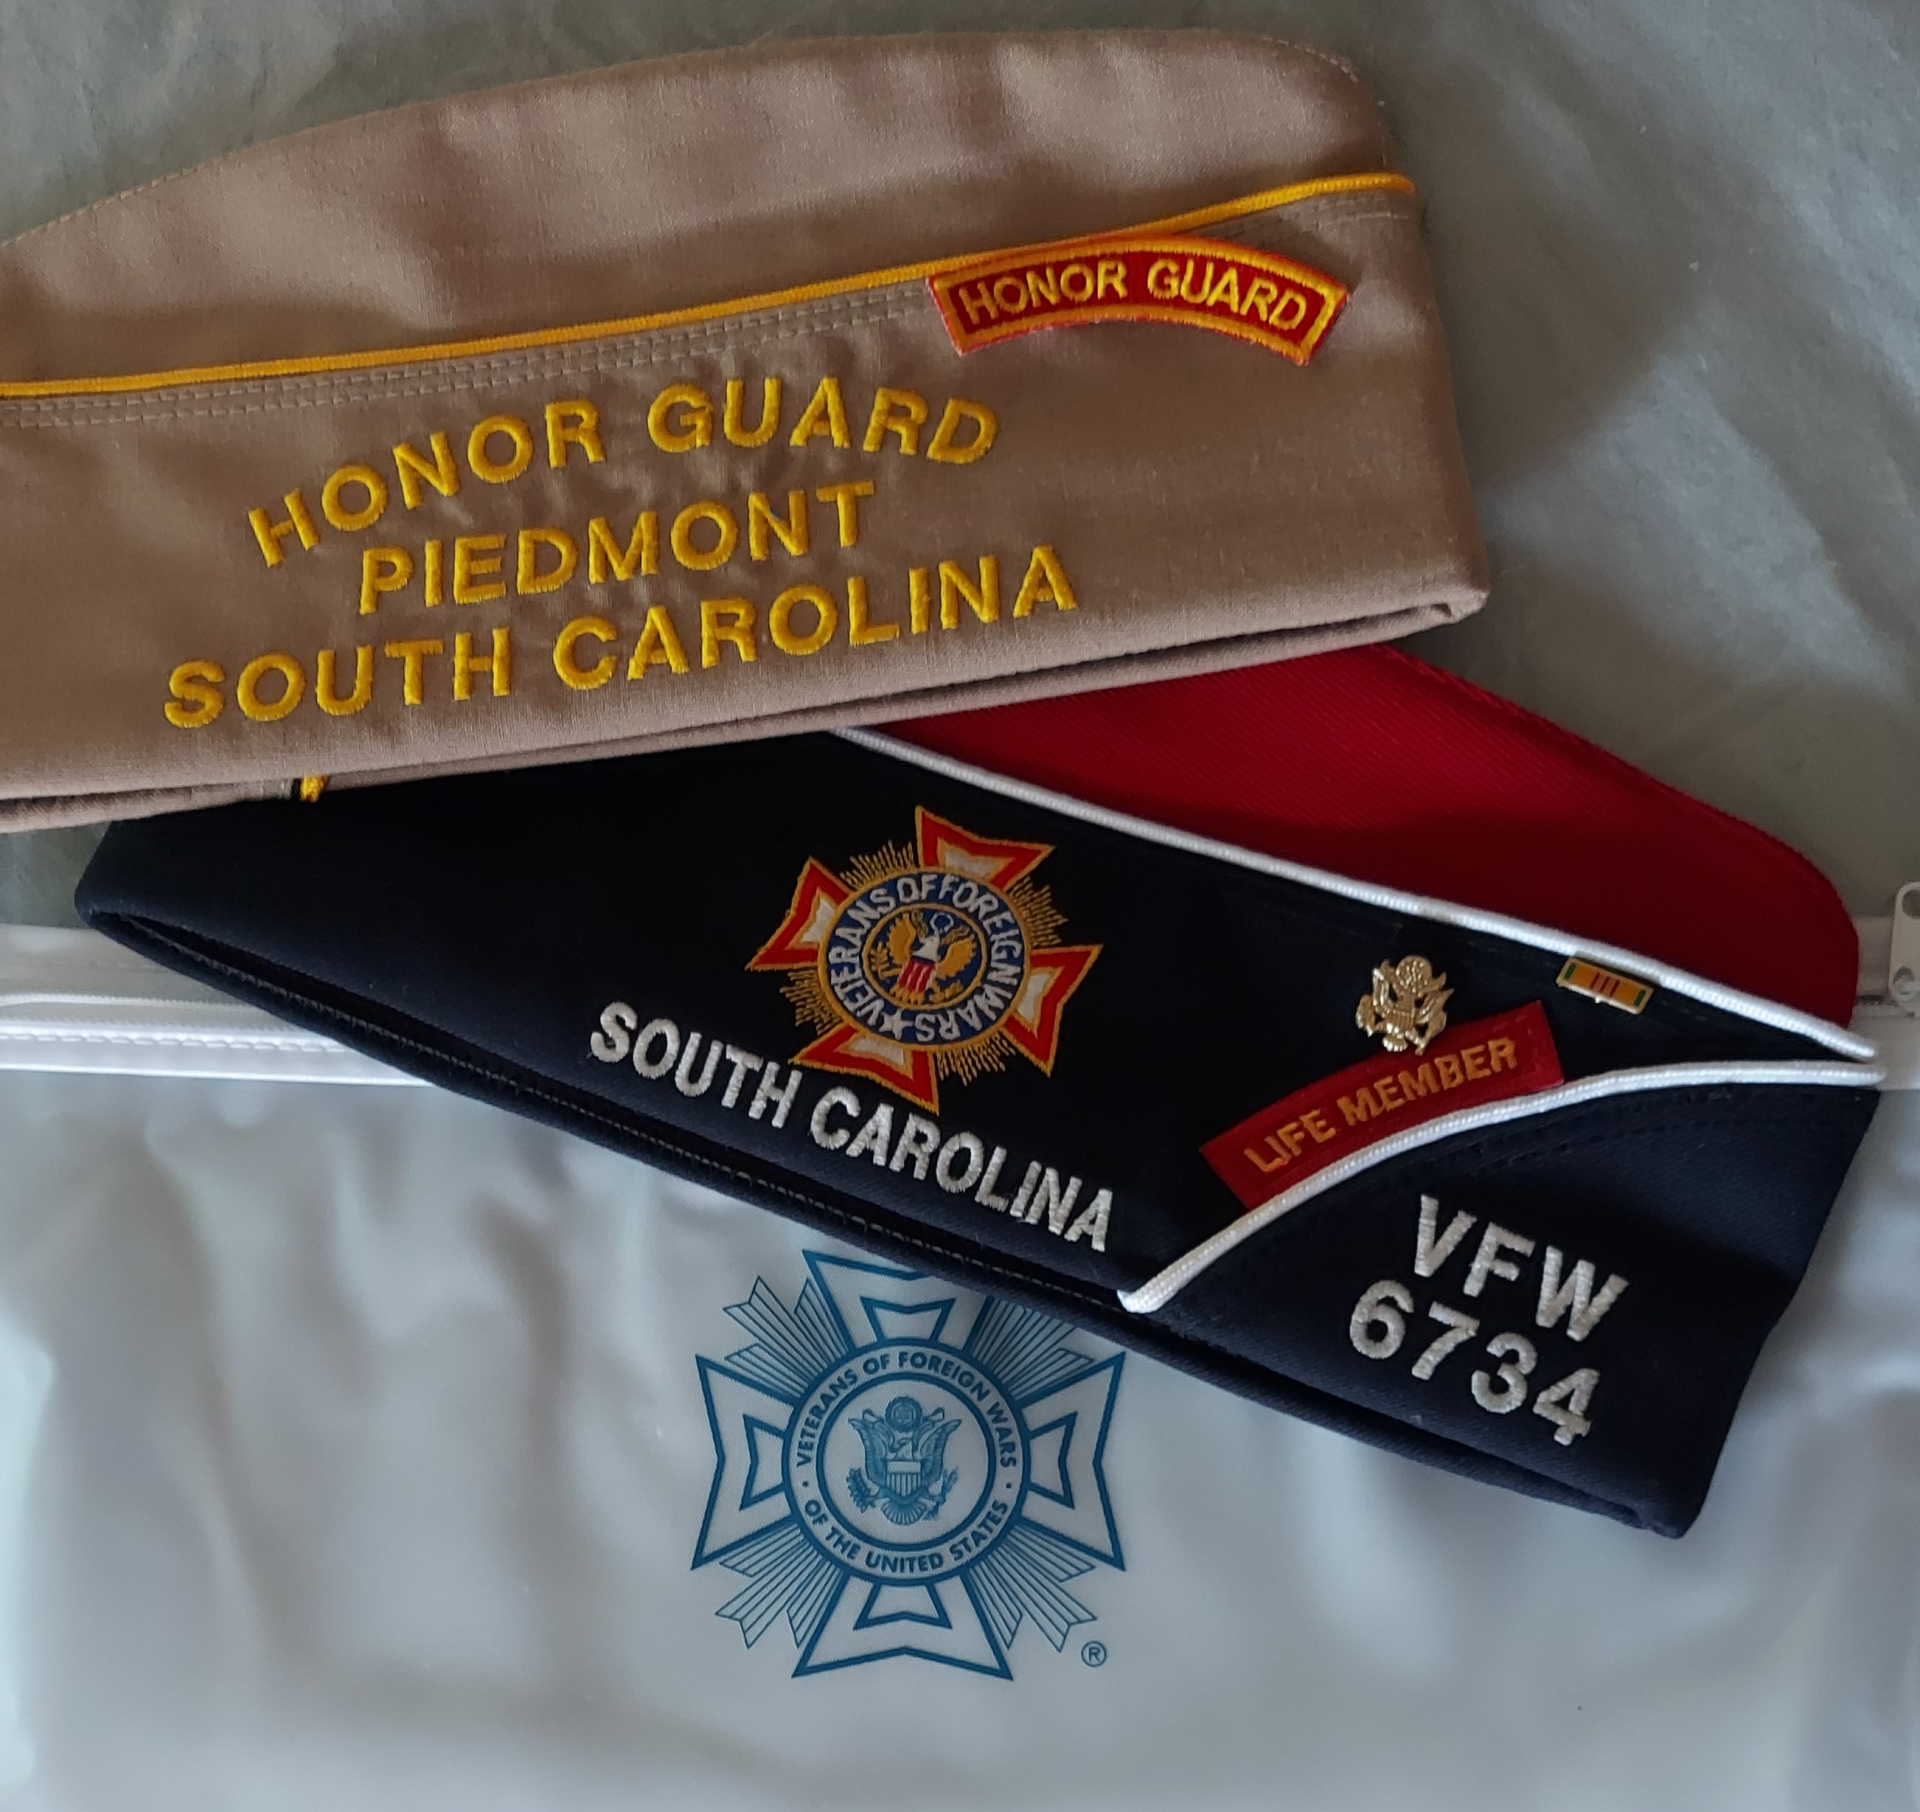 HONOR GUARD
HONOR GUARD
PIEDMONT
SOUTH CAROLINA
VETERANS OF FOREIGN WARS
SOUTH CAROLINA
LIFE MEMBER
VFW
6734
VETERANS OF FOREIGN WARS
OF THE UNITED STATES
®